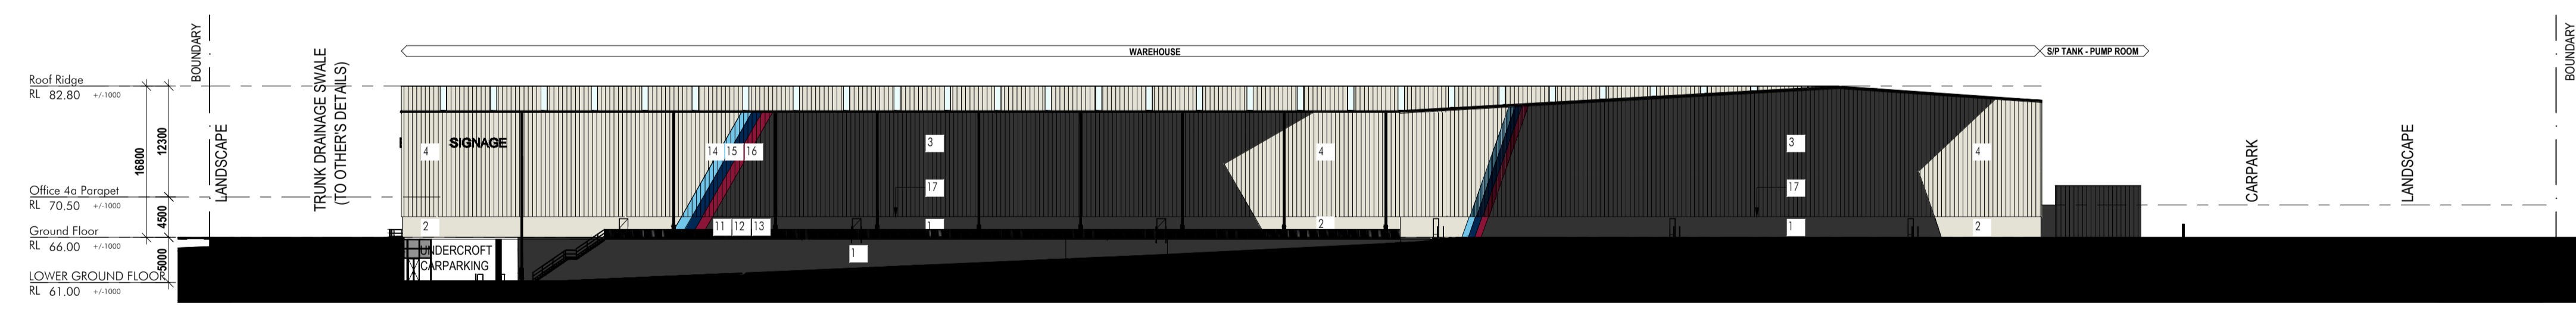 BOUNDARY
BOUNDARY
WAREHOUSE
S/P TANK - PUMP ROOM
Roof Ridge
RL 82.80 +/-1000
TRUNK DRAINAGE SWALE
(TO OTHER'S DETAILS)
LANDSCAPE
16800
12300
4500
5000
SIGNAGE
4
14 15 16
3
4
3
4
17
17
Office 4a Parapet
RL 70.50 +/-1000
CARPARK
LANDSCAPE
2
11 12 13
1
2
1
2
Ground Floor
RL 66.00 +/-1000
UNDERCROFT
CARPARKING
1
LOWER GROUND FLOOR
RL 61.00 +/-1000